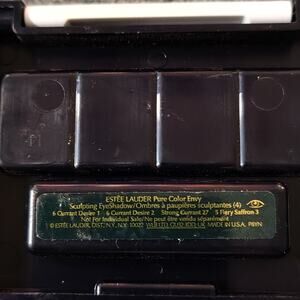 ESTĒE LAUDER Pure Color Envy
Sculpting EyeShadow/Ombres à paupières sculptantes (4)
6 Currant Desire 1 6 Currant Desire 2 Strong Currant 27 5 Fiery Saffron 3
Not For Individual Sale/Ne peut être vendu séparément
© ESTĒE LAUDER, DIST., N.Y., N.Y. 10022 MADE IN U.S.A.